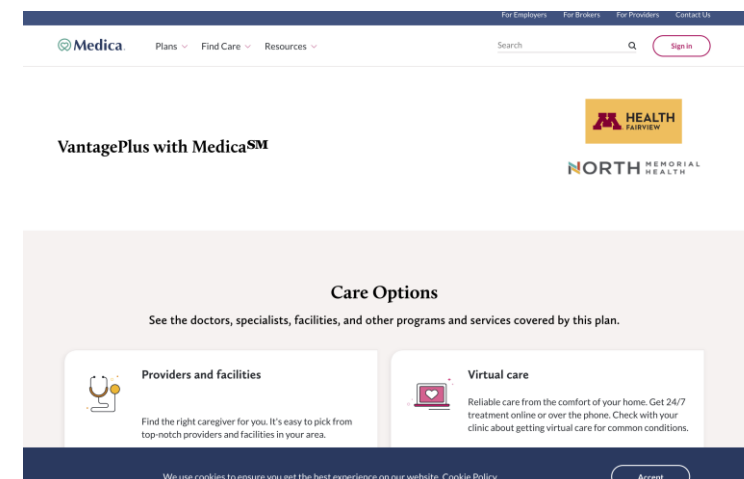 For Employers For Brokers For Providers Contact Us
Medica. Plans Find Care Resources Search Sign in
M HEALTH
FAIRVIEW
VantagePlus with Medica℠
NORTH MEMORIAL
HEALTH
Care Options
See the doctors, specialists, facilities, and other programs and services covered by this plan.
Providers and facilities
Find the right caregiver for you. It's easy to pick from
top-notch providers and facilities in your area.
Virtual care
Reliable care from the comfort of your home. Get 24/7
treatment online or over the phone. Check with your
clinic about getting virtual care for common conditions.
We use cookies to ensure you get the best experience on our website. Cookie Policy
Accept